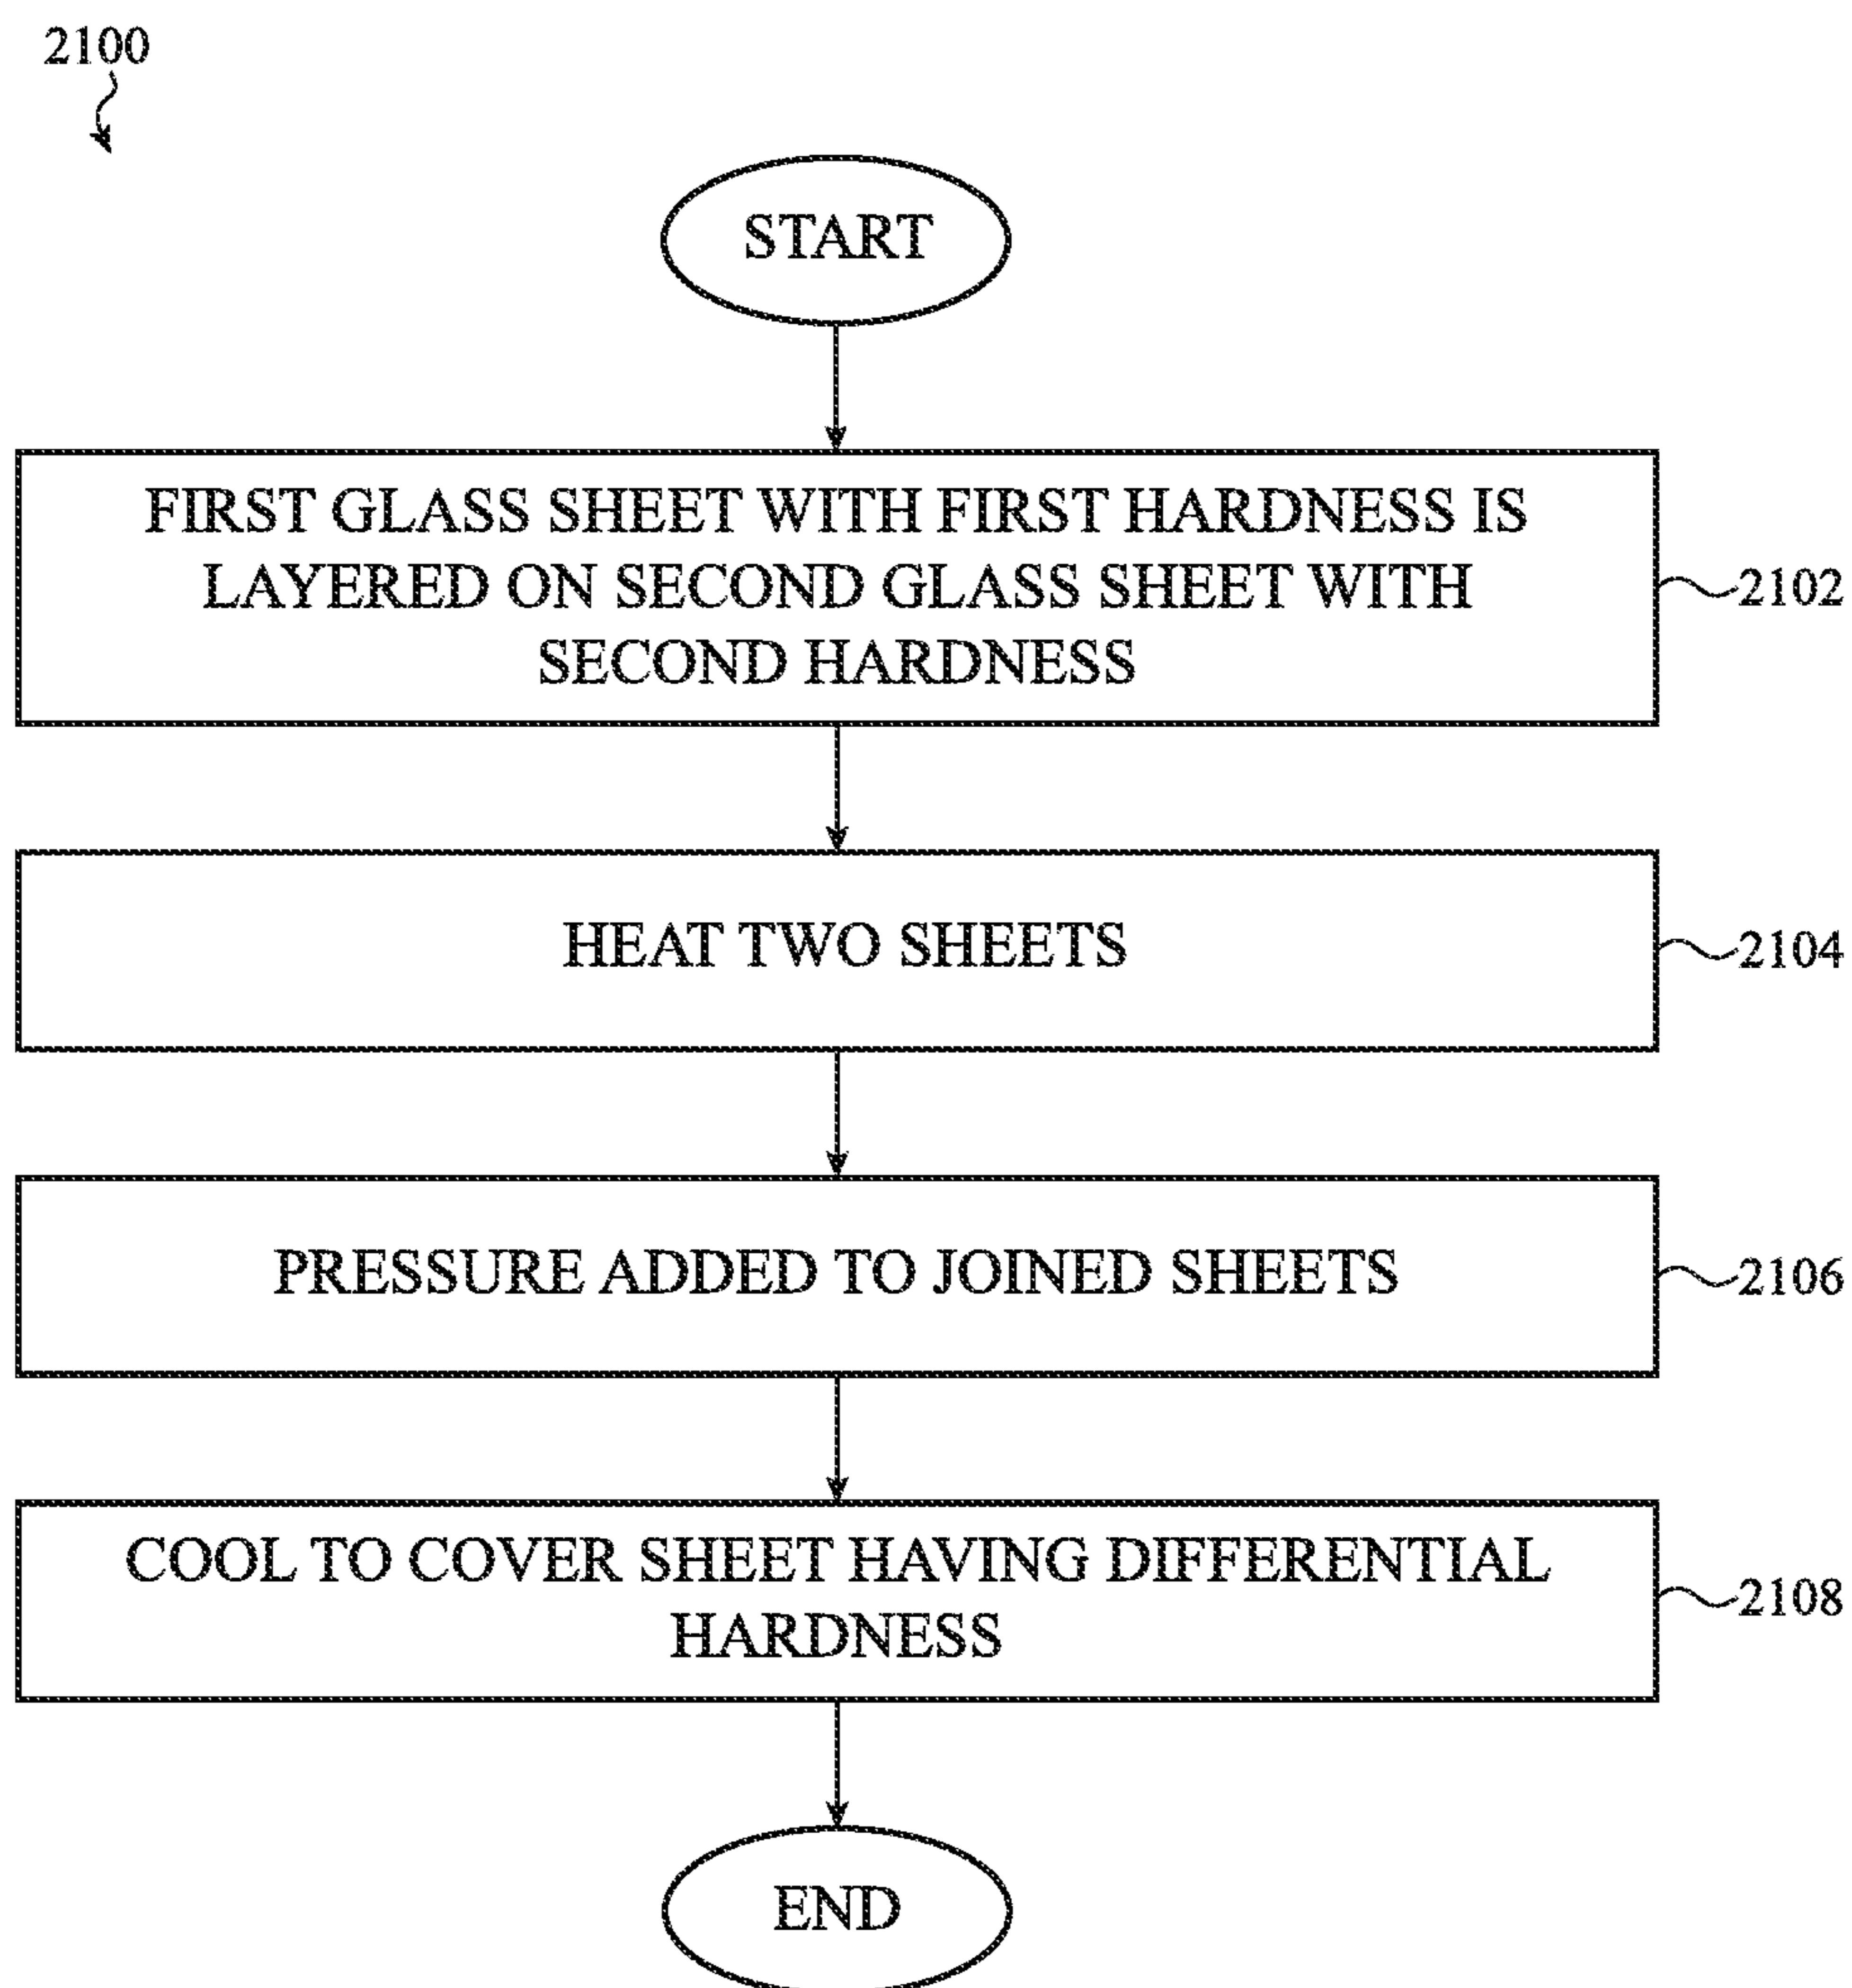 2100
START
FIRST GLASS SHEET WITH FIRST HARDNESS IS
LAYERED ON SECOND GLASS SHEET WITH
SECOND HARDNESS
2102
HEAT TWO SHEETS
2104
PRESSURE ADDED TO JOINED SHEETS
2106
COOL TO COVER SHEET HAVING DIFFERENTIAL
HARDNESS
2108
END